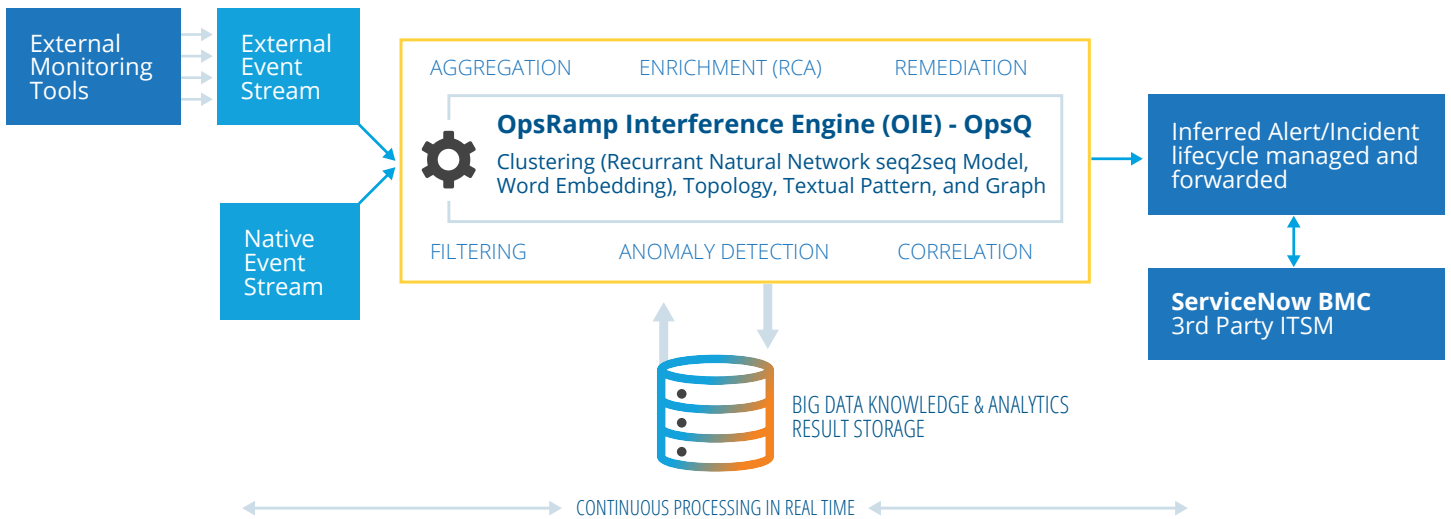 External
Monitoring
Tools
External
Event
Stream
Native
Event
Stream
AGGREGATION
ENRICHMENT (RCA)
REMEDIATION
OpsRamp Interference Engine (OIE) - OpsQ
Clustering (Recurrant Natural Network seq2seq Model,
Word Embedding), Topology, Textual Pattern, and Graph
FILTERING
ANOMALY DETECTION
CORRELATION
Inferred Alert/Incident
lifecycle managed and
forwarded
ServiceNow BMC
3rd Party ITSM
BIG DATA KNOWLEDGE & ANALYTICS
RESULT STORAGE
CONTINUOUS PROCESSING IN REAL TIME